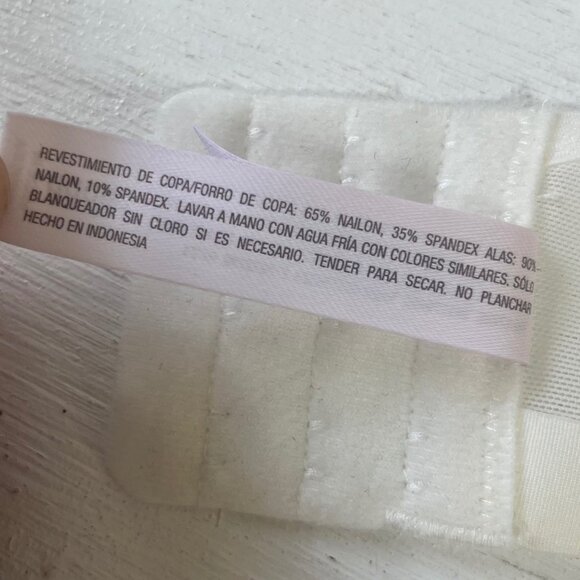 REVESTIMIENTO DE COPA/FORRO DE COPA: 65% NAILON, 35% SPANDEX ALAS: 90%
NAILON, 10% SPANDEX. LAVAR A MANO CON AGUA FRÍA CON COLORES SIMILARES. SÓLO
BLANQUEADOR SIN CLORO SI ES NECESARIO. TENDER PARA SECAR. NO PLANCHAR
HECHO EN INDONESIA